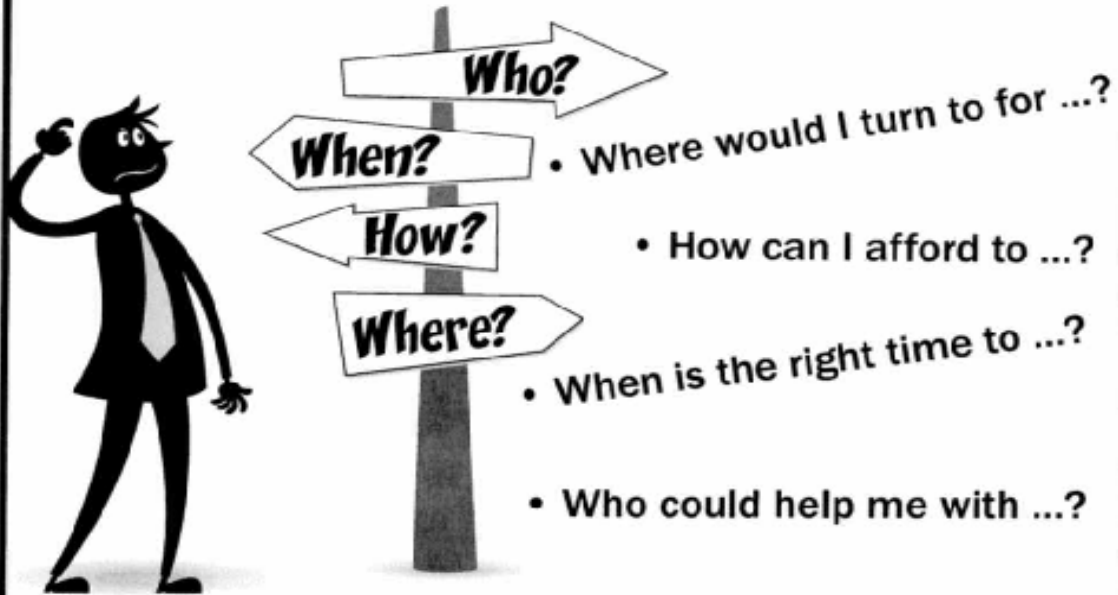 Who?
When?
How?
Where?
• Where would I turn to for ...?
• How can I afford to ...?
• When is the right time to ...?
• Who could help me with ...?